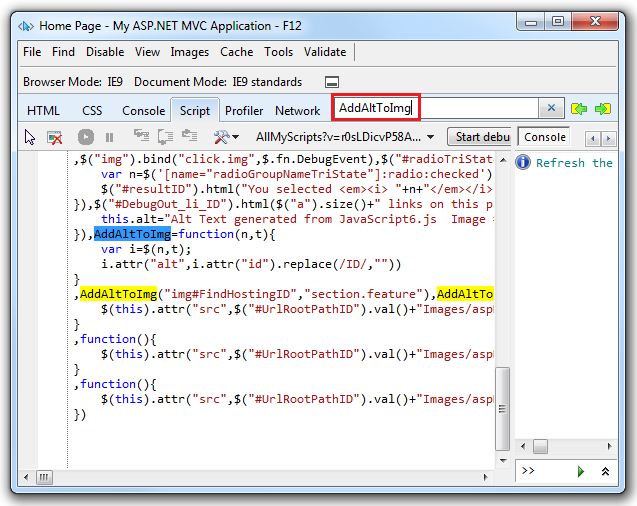 Home Page - My ASP.NET MVC Application - F12
File Find Disable View Images Cache Tools Validate
Browser Mode: IE9 Document Mode: IE9 standards
HTML CSS Console Script Profiler Network AddAltToImg
AllMyScripts?v=r0sLDicvP58A... Start debu Console
,$("img").bind("click.img",$.fn.DebugEvent),$("#radioTriStat
var n=$('[name="radioGroupNameTriState"]:radio:checked')
$("#resultID").html("You selected <em><i> "+n+"</em></i>
}),$("#DebugOut_li_ID").html($("a").size()+" links on this p
this.alt="Alt Text generated from JavaScript6.js Image =
}),AddAltToImg=function(n,t){
var i=$(n,t);
i.attr("alt",i.attr("id").replace(/ID/,""))
}
,AddAltToImg("img#FindHostingID","section.feature"),AddAltTo
$(this).attr("src",$("#UrlRootPathID").val()+"Images/asp
}
,function(){
$(this).attr("src",$("#UrlRootPathID").val()+"Images/asp
}
,function(){
$(this).attr("src",$("#UrlRootPathID").val()+"Images/asp
})
Refresh the
>>